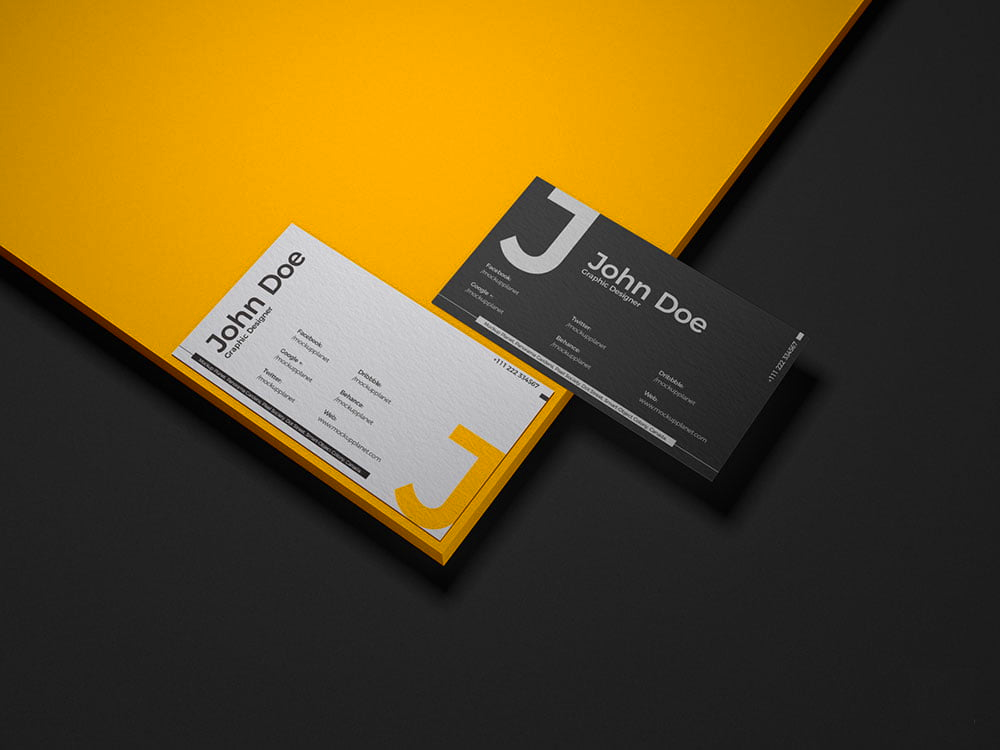 John Doe
Graphic Designer
Facebook:
/mockupplanet
Google +
/mockupplanet
Twitter:
/mockupplanet
Dribbble:
/mockupplanet
Behance:
/mockupplanet
Web:
www.mockupplanet.com
+111 222 334567
J
J
John Doe
Graphic Designer
Facebook:
/mockupplanet
Google +
/mockupplanet
Twitter:
/mockupplanet
Behance:
/mockupplanet
Dribbble:
/mockupplanet
Web:
www.mockupplanet.com
+111 222 334567